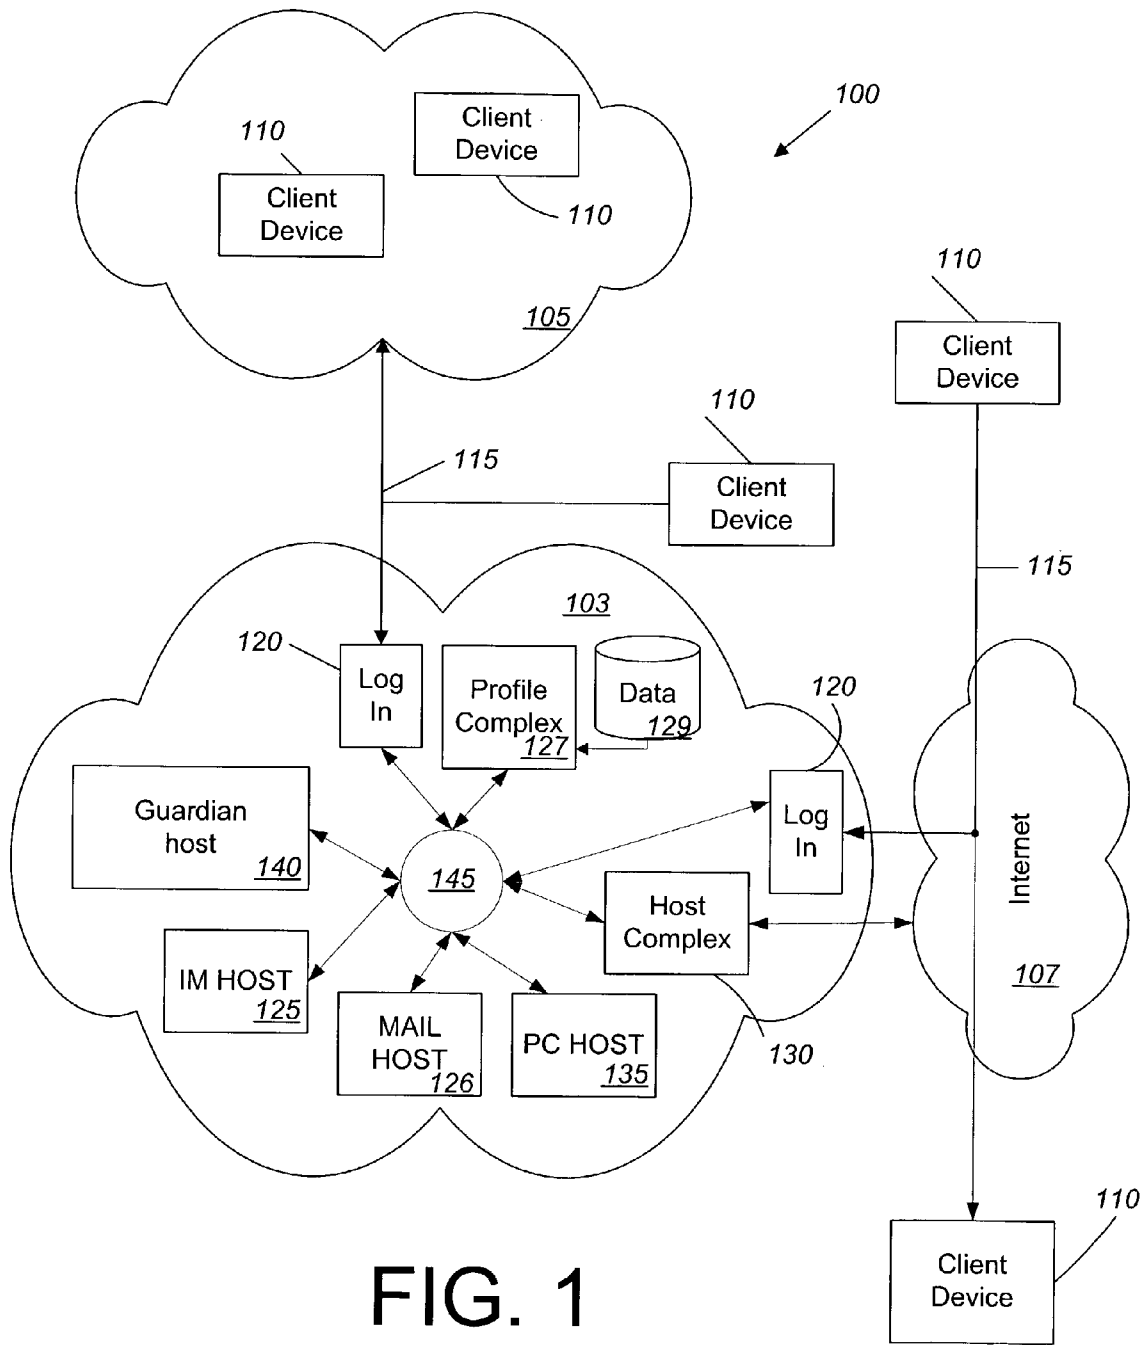 Client
Device
100
110
Client
Device
110
110
105
Client
Device
110
115
Client
Device
115
103
120
Log
In
Profile
Complex
127
Data
129
120
Guardian
host
140
Log
In
145
Host
Complex
Internet
IM HOST
125
107
MAIL
HOST
126
PC HOST
135
130
110
Client
Device
FIG. 1